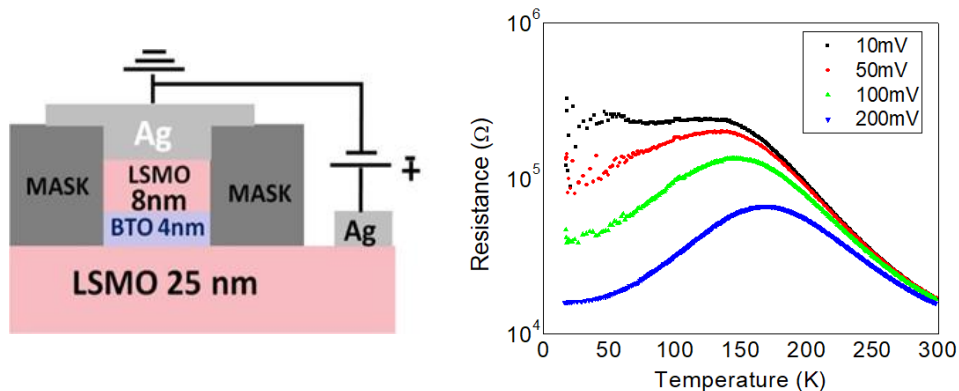 Ag
LSMO
8nm
BTO 4nm
MASK
MASK
Ag
LSMO 25 nm
Resistance (Ω)
10⁶
10⁵
10⁴
10mV
50mV
100mV
200mV
0 50 100 150 200 250 300
Temperature (K)